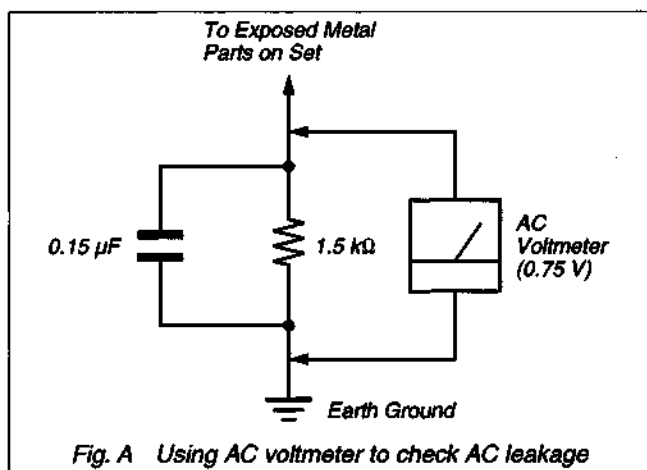 To Exposed Metal
Parts on Set
0.15 µF
1.5 kΩ
AC
Voltmeter
(0.75 V)
Earth Ground
Fig. A Using AC voltmeter to check AC leakage